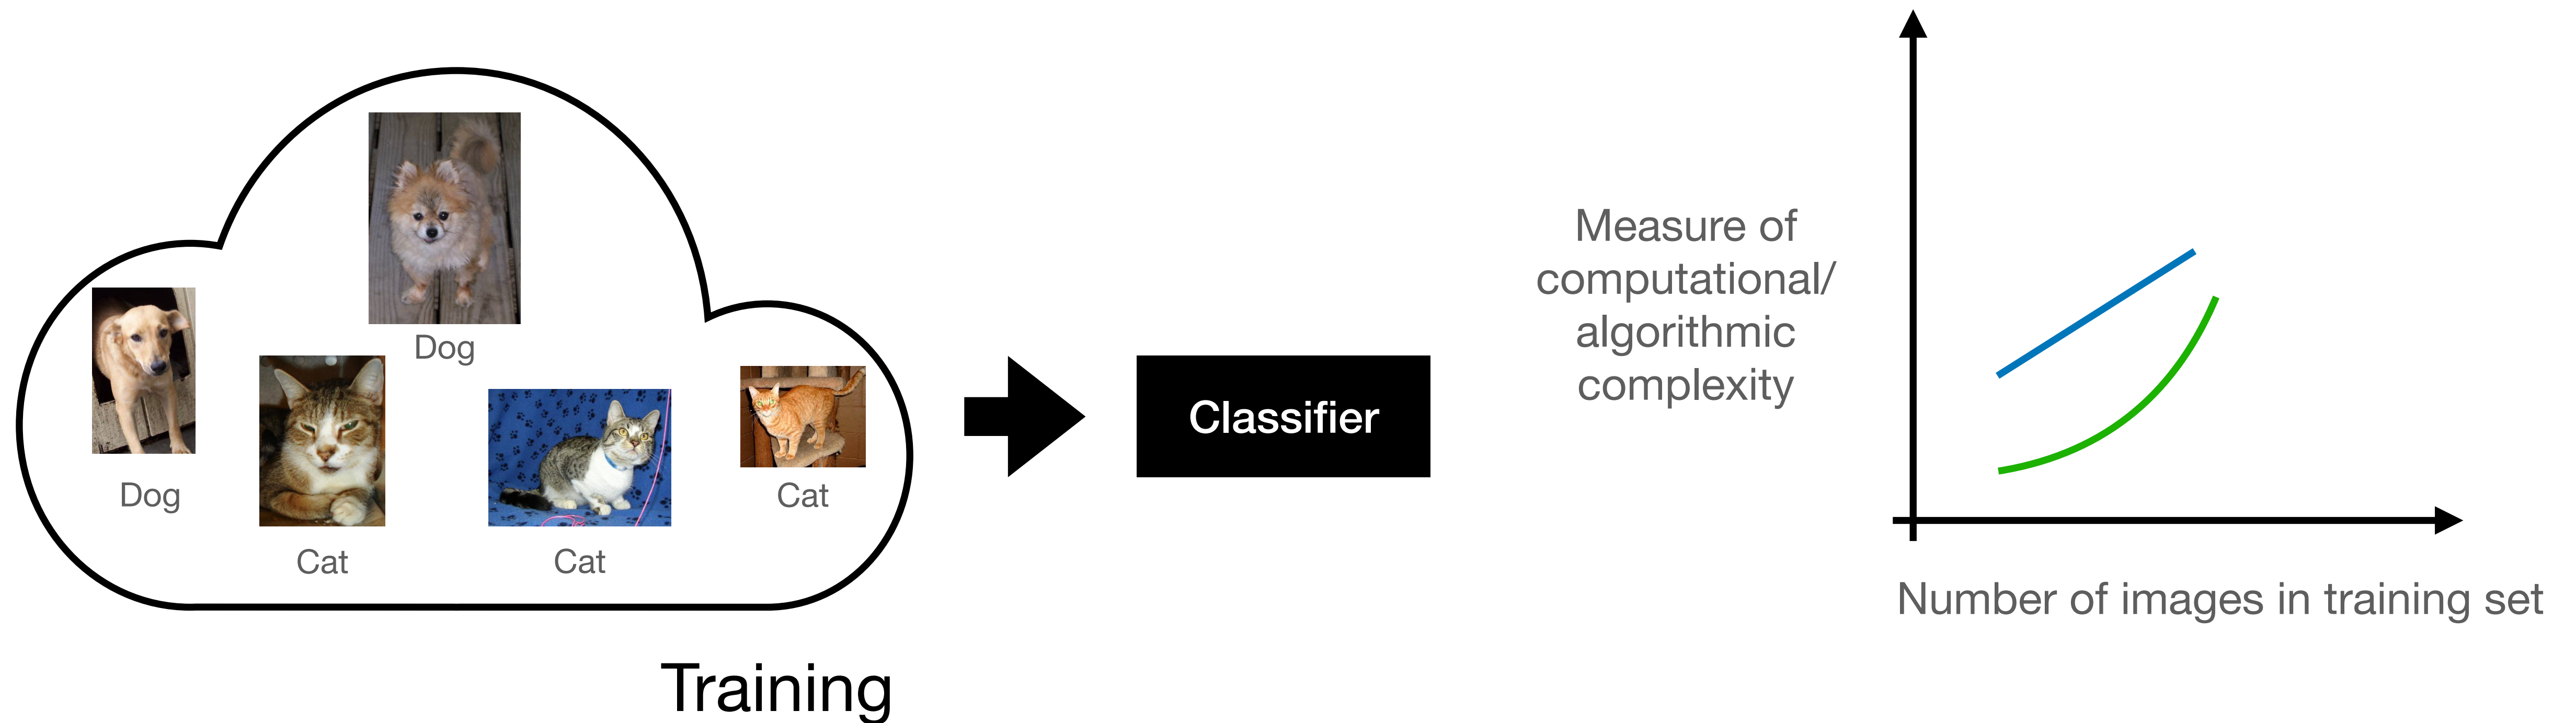 Dog
Dog
Cat
Cat
Cat
Training
Classifier
Measure of
computational/
algorithmic
complexity
Number of images in training set